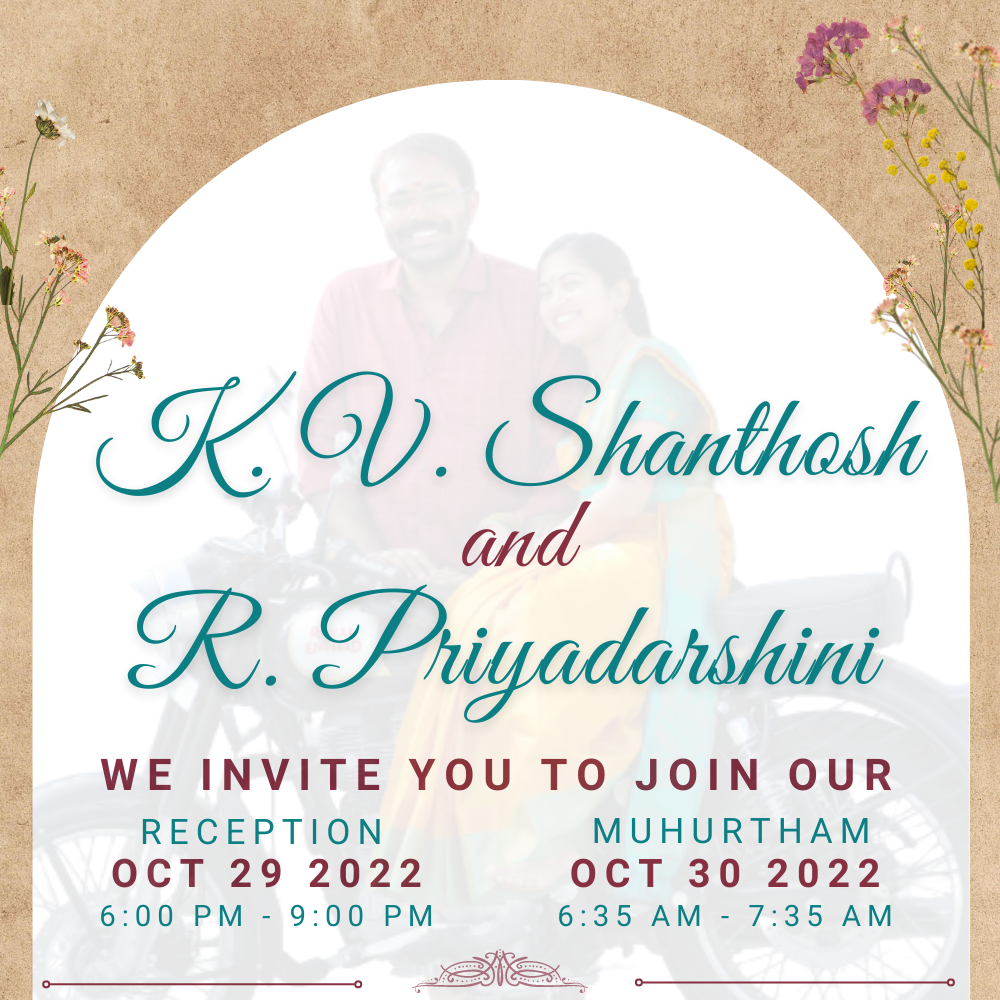 K. V. Shanthosh
and
R. Priyadarshini
WE INVITE YOU TO JOIN OUR
RECEPTION
OCT 29 2022
6:00 PM - 9:00 PM
MUHURTHAM
OCT 30 2022
6:35 AM - 7:35 AM